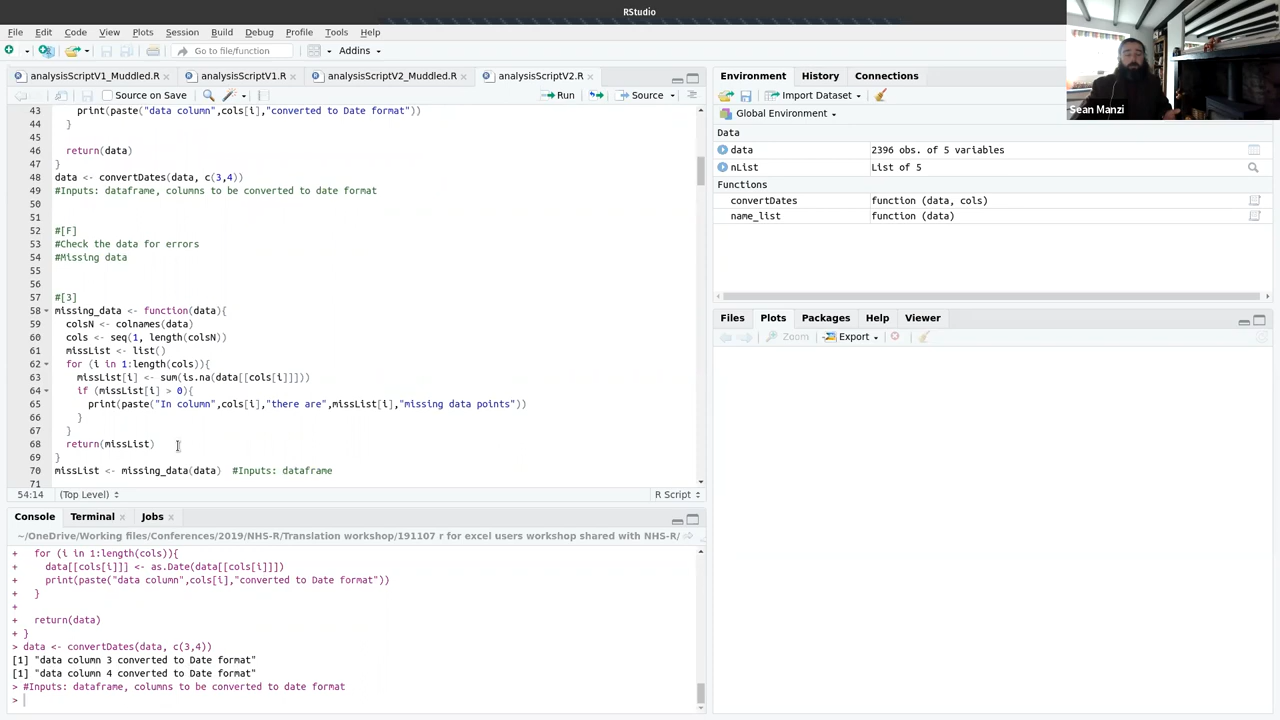 RStudio
File Edit Code View Plots Session Build Debug Profile Tools Help
Go to file/function Addins
analysisScriptV1_Muddled.R analysisScriptV1.R analysisScriptV2_Muddled.R analysisScriptV2.R
Source on Save Run Source
43 print(paste("data column",cols[i],"converted to Date format"))
44 }
45
46 return(data)
47 }
48 data <- convertDates(data, c(3,4))
49 #Inputs: dataframe, columns to be converted to date format
50
51
52 #[F]
53 #Check the data for errors
54 #Missing data
55
56
57 #[3]
58 missing_data <- function(data){
59 colsN <- colnames(data)
60 cols <- seq(1, length(colsN))
61 missList <- list()
62 for (i in 1:length(cols)){
63 missList[i] <- sum(is.na(data[[cols[i]]]))
64 if (missList[i] > 0){
65 print(paste("In column",cols[i],"there are",missList[i],"missing data points"))
66 }
67 }
68 return(missList)
69 }
70 missList <- missing_data(data) #Inputs: dataframe
71
54:14 (Top Level) R Script
Console Terminal Jobs
~/OneDrive/Working files/Conferences/2019/NHS-R/Translation workshop/191107 r for excel users workshop shared with NHS-R/
+ for (i in 1:length(cols)){
+ data[[cols[i]]] <- as.Date(data[[cols[i]]])
+ print(paste("data column",cols[i],"converted to Date format"))
+ }
+
+ return(data)
+ }
> data <- convertDates(data, c(3,4))
[1] "data column 3 converted to Date format"
[1] "data column 4 converted to Date format"
> #Inputs: dataframe, columns to be converted to date format
>
Environment History Connections
Import Dataset
Global Environment
Data
data 2396 obs. of 5 variables
nList List of 5
Functions
convertDates function (data, cols)
name_list function (data)
Files Plots Packages Help Viewer
Zoom Export
Sean Manzi